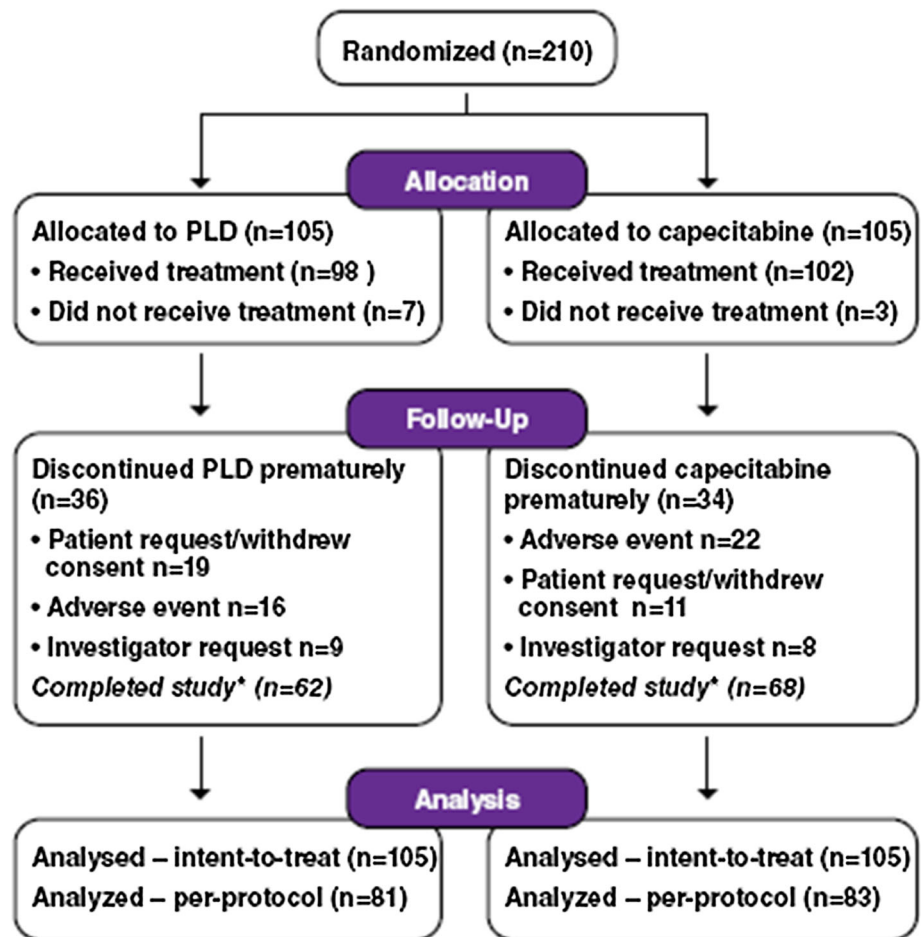 Randomized (n=210)
Allocation
Allocated to PLD (n=105)
• Received treatment (n=98 )
• Did not receive treatment (n=7)
Allocated to capecitabine (n=105)
• Received treatment (n=102)
• Did not receive treatment (n=3)
Follow-Up
Discontinued PLD prematurely
(n=36)
• Patient request/withdrew
consent n=19
• Adverse event n=16
• Investigator request n=9
Completed study* (n=62)
Discontinued capecitabine
prematurely (n=34)
• Adverse event n=22
• Patient request/withdrew
consent n=11
• Investigator request n=8
Completed study* (n=68)
Analysis
Analysed – intent-to-treat (n=105)
Analyzed – per-protocol (n=81)
Analysed – intent-to-treat (n=105)
Analyzed – per-protocol (n=83)